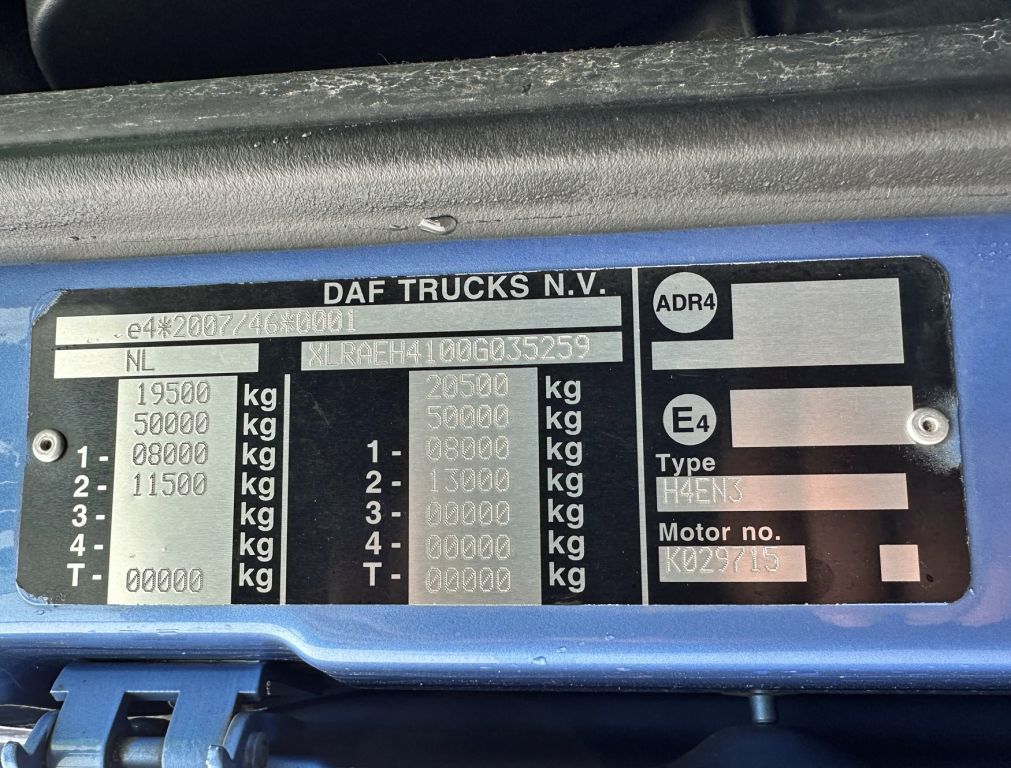 DAF TRUCKS N.V.
e4*2007/46*0001
NL XLRAEH4100G035259
19500 kg 20500 kg
50000 kg 50000 kg
1- 08000 kg 1- 08000 kg
2- 11500 kg 2- 13000 kg
3- kg 3- 00000 kg
4- kg 4- 00000 kg
T- 00000 kg T- 00000 kg
ADR4
E4
Type
H4EN3
Motor no.
K029715